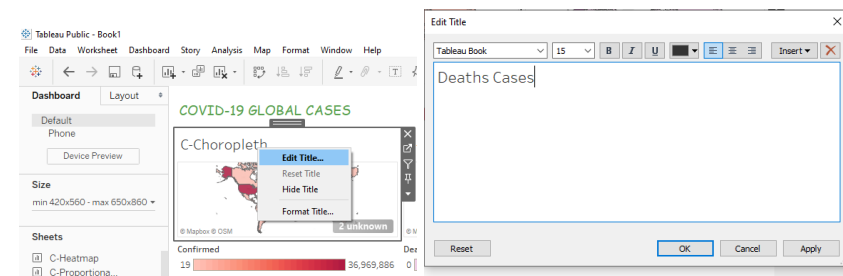 Tableau Public - Book1
File Data Worksheet Dashboard Story Analysis Map Format Window Help
Dashboard Layout
Default
Phone
Device Preview
Size
min 420x560 - max 650x860
Sheets
C-Heatmap
C-Proportiona...
COVID-19 GLOBAL CASES
C-Choropleth
Edit Title...
Reset Title
Hide Title
Format Title...
© Mapbox © OSM
2 unknown
© M
Confirmed
19 36,969,886
Dea
0
Edit Title
Tableau Book 15 B I U Insert
Deaths Cases
Reset OK Cancel Apply